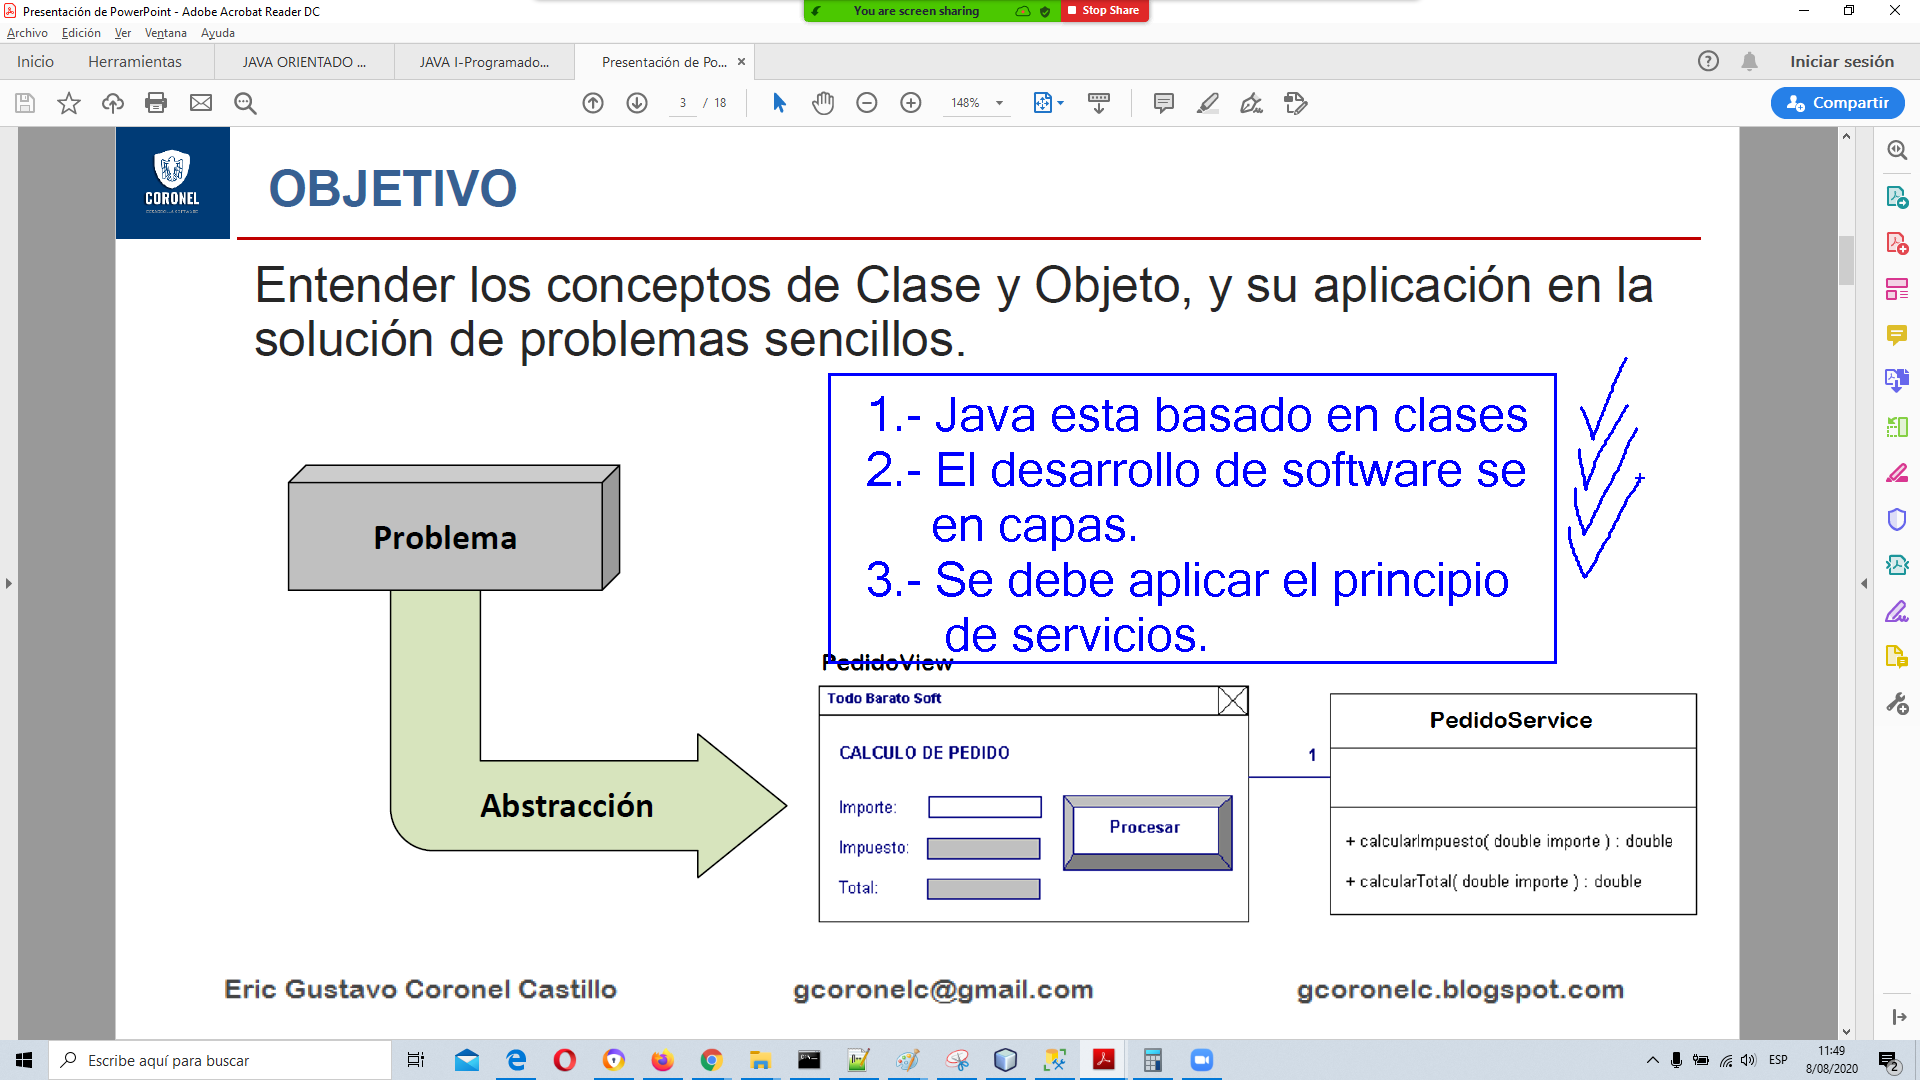 Presentación de PowerPoint - Adobe Acrobat Reader DC
You are screen sharing
Stop Share
Archivo Edición Ver Ventana Ayuda
Inicio Herramientas JAVA ORIENTADO ... JAVA I-Programado... Presentación de Po... Iniciar sesión
3 / 18 148% Compartir
CORONEL
OBJETIVO
Entender los conceptos de Clase y Objeto, y su aplicación en la
solución de problemas sencillos.
1.- Java esta basado en clases
2.- El desarrollo de software se
en capas.
3.- Se debe aplicar el principio
de servicios.
Problema
Abstracción
PedidoView
Todo Barato Soft
CALCULO DE PEDIDO
Importe:
Impuesto:
Total:
Procesar
1
PedidoService
+ calcularImpuesto( double importe ) : double
+ calcularTotal( double importe ) : double
Eric Gustavo Coronel Castillo gcoronelc@gmail.com gcoronelc.blogspot.com
Escribe aquí para buscar
ESP
11:49
8/08/2020
2